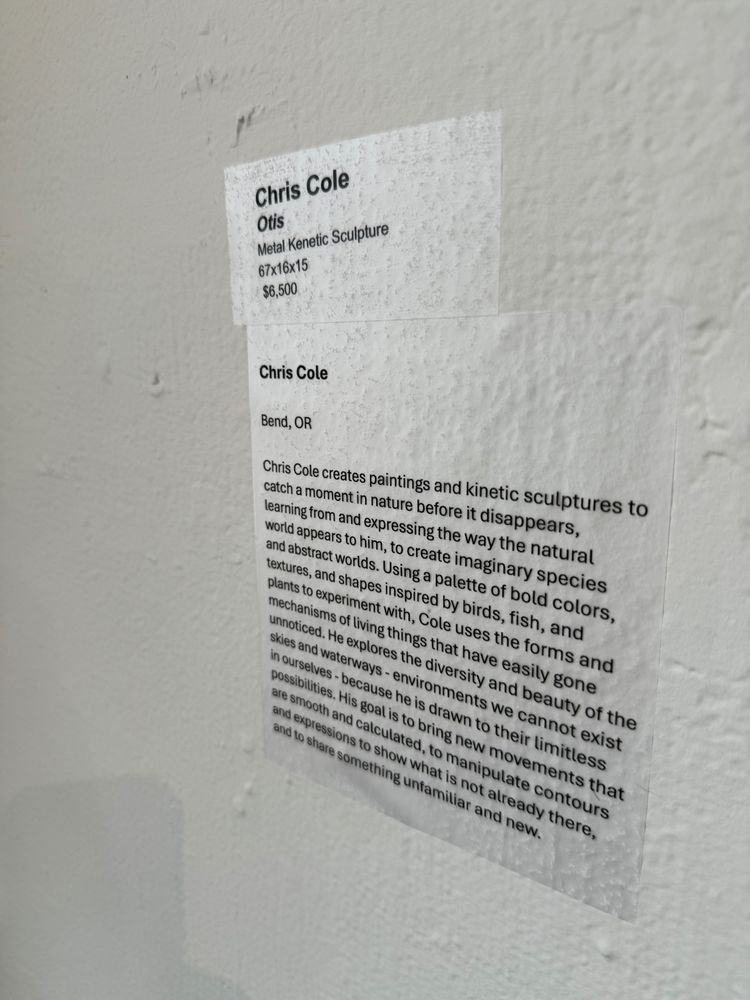 Chris Cole
Otis
Metal Kenetic Sculpture
67x16x15
$6,500
Chris Cole
Bend, OR
Chris Cole creates paintings and kinetic sculptures to
catch a moment in nature before it disappears,
learning from and expressing the way the natural
world appears to him, to create imaginary species
and abstract worlds. Using a palette of bold colors,
textures, and shapes inspired by birds, fish, and
plants to experiment with, Cole uses the forms and
mechanisms of living things that have easily gone
unnoticed. He explores the diversity and beauty of the
skies and waterways - environments we cannot exist
in ourselves - because he is drawn to their limitless
possibilities. His goal is to bring new movements that
are smooth and calculated, to manipulate contours
and expressions to show what is not already there,
and to share something unfamiliar and new.